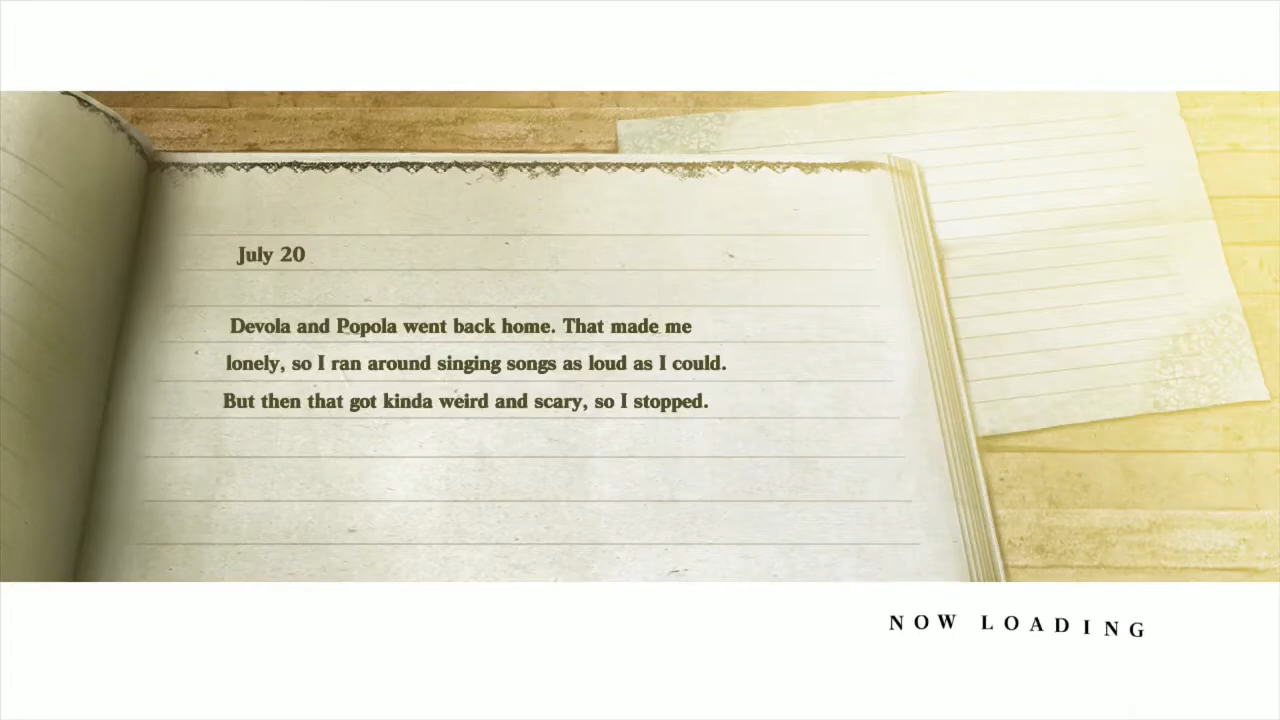 July 20
Devola and Popola went back home. That made me
lonely, so I ran around singing songs as loud as I could.
But then that got kinda weird and scary, so I stopped.
NOW LOADING